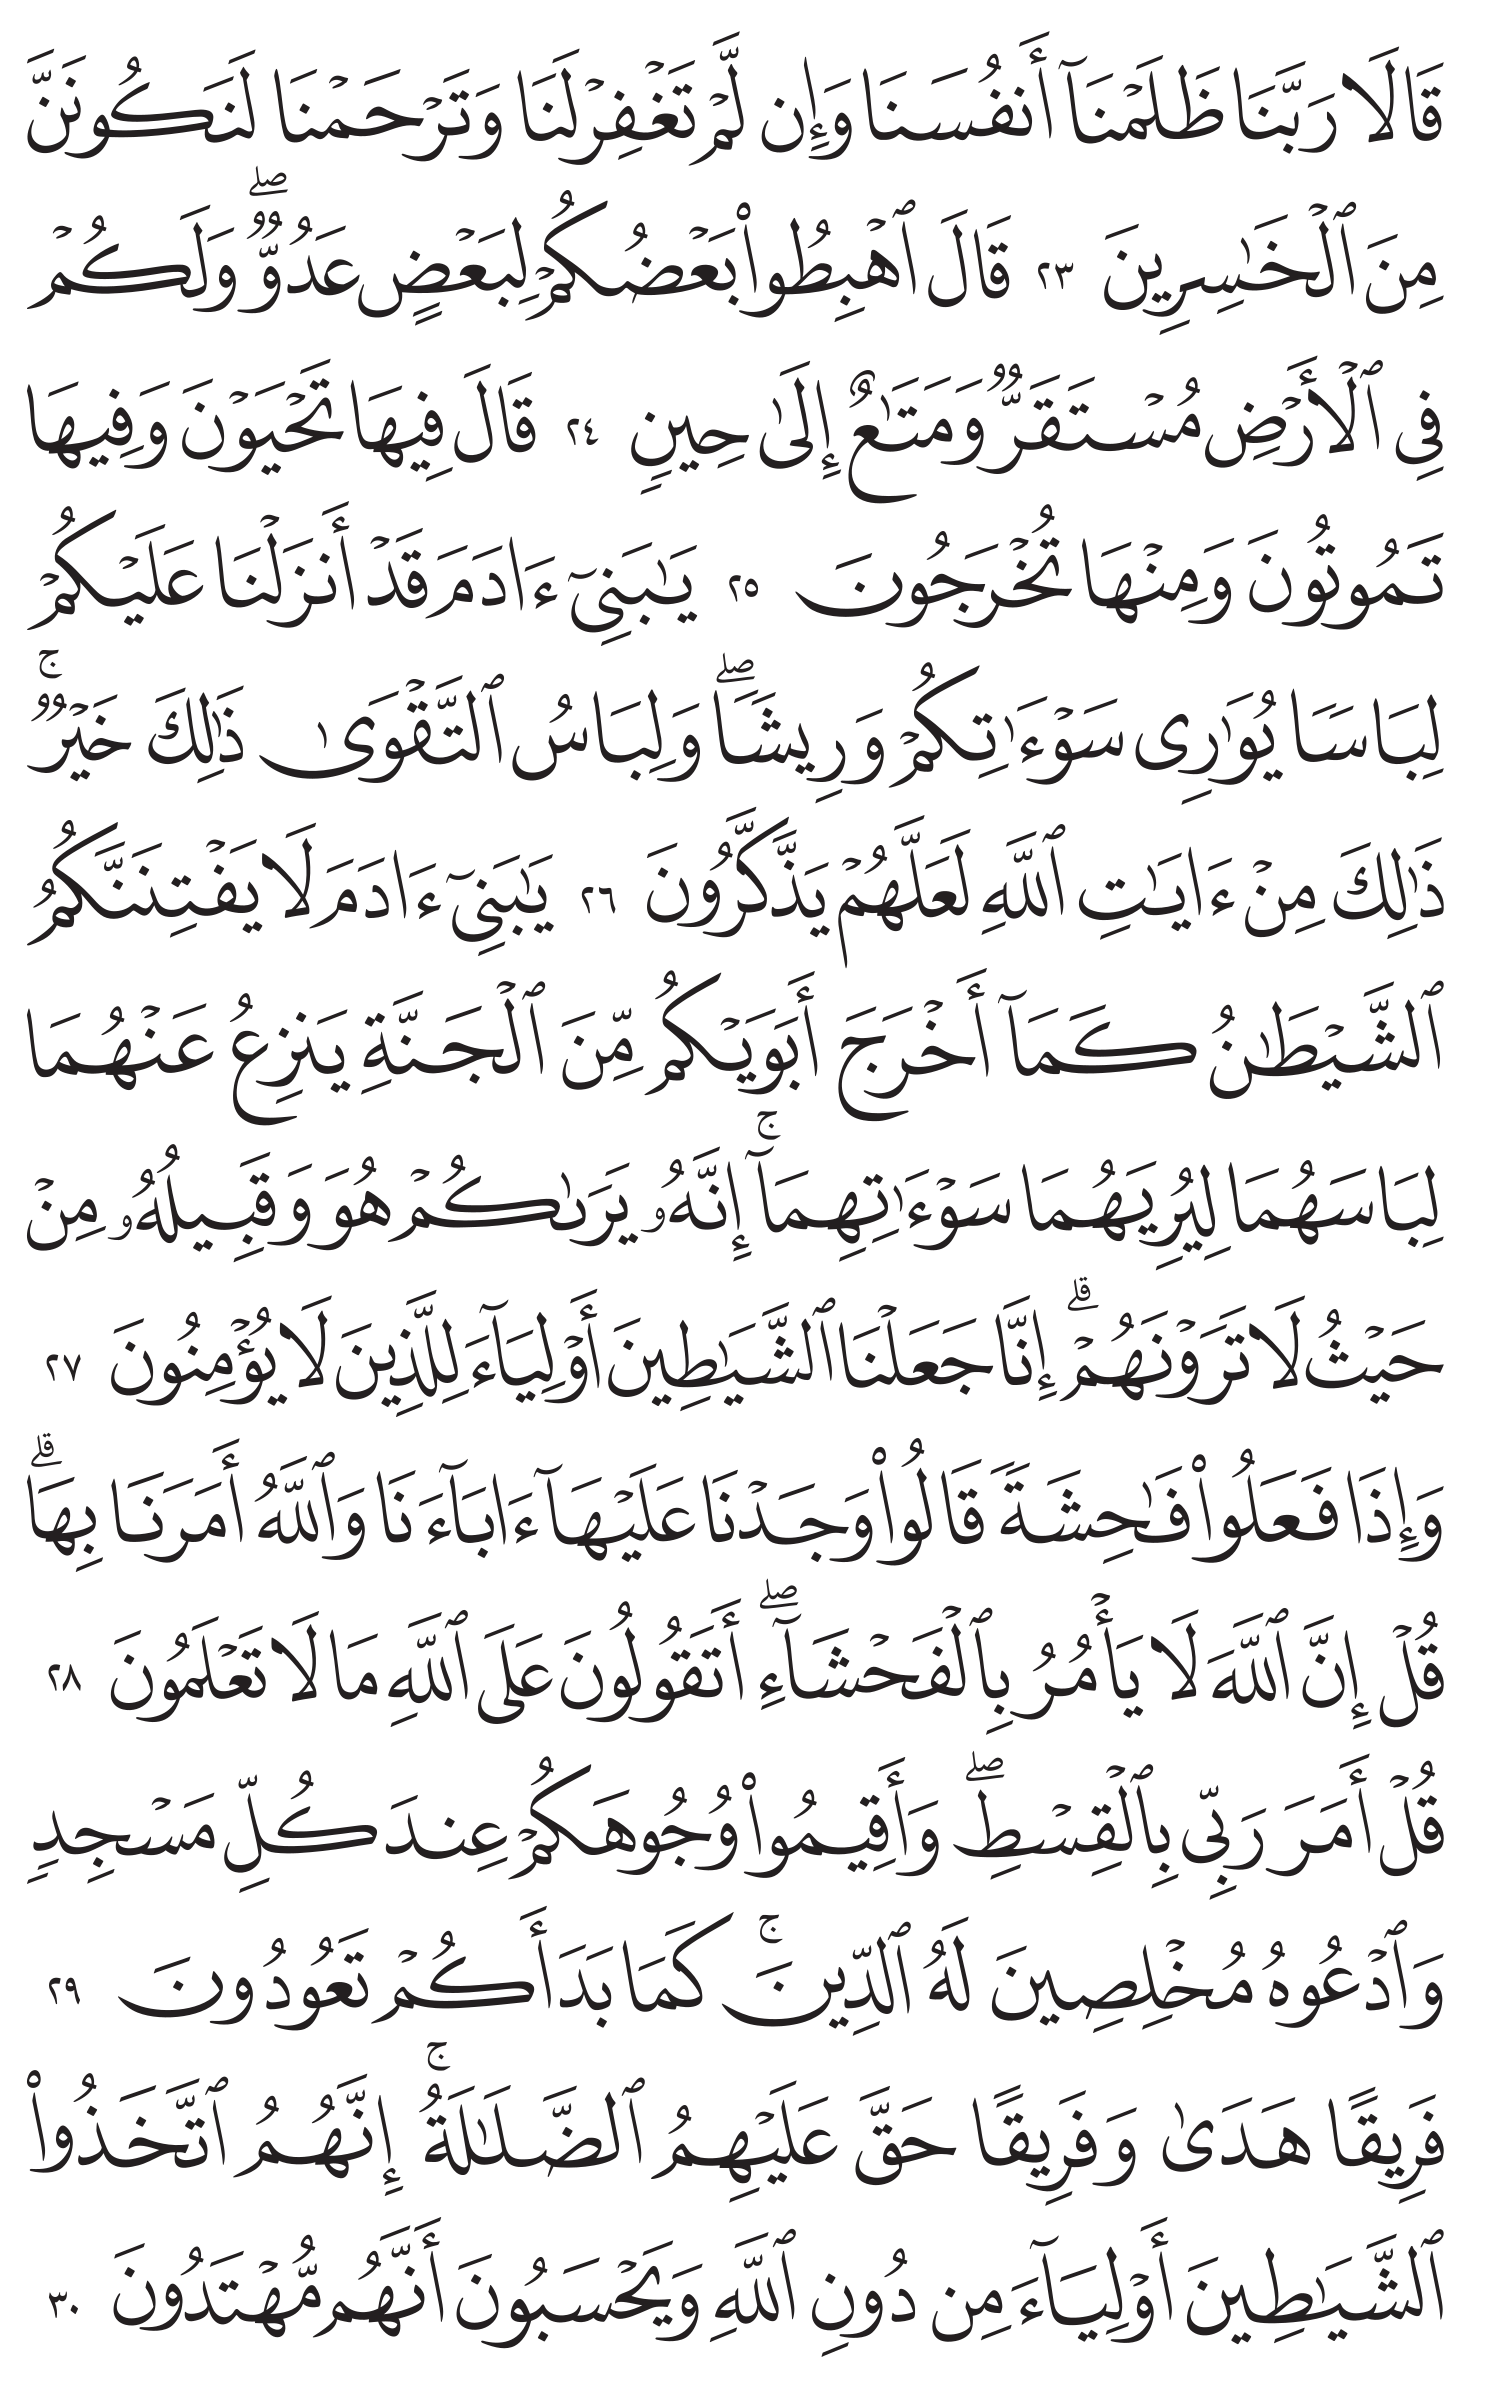 قَالَا رَبَّنَا ظَلَمۡنَآ أَنفُسَنَا وَإِن لَّمۡ تَغۡفِرۡ لَنَا وَتَرۡحَمۡنَا لَنَكُونَنَّ
مِنَ ٱلۡخَٰسِرِينَ ٢٣ قَالَ ٱهۡبِطُواْ بَعۡضُكُمۡ لِبَعۡضٍ عَدُوّٞۖ وَلَكُمۡ
فِي ٱلۡأَرۡضِ مُسۡتَقَرّٞ وَمَتَٰعٌ إِلَىٰ حِينٖ ٢٤ قَالَ فِيهَا تَحۡيَوۡنَ وَفِيهَا
تَمُوتُونَ وَمِنۡهَا تُخۡرَجُونَ ٢٥ يَٰبَنِيٓ ءَادَمَ قَدۡ أَنزَلۡنَا عَلَيۡكُمۡ
لِبَاسٗا يُوَٰرِي سَوۡءَٰتِكُمۡ وَرِيشٗاۖ وَلِبَاسُ ٱلتَّقۡوَىٰ ذَٰلِكَ خَيۡرٞۚ
ذَٰلِكَ مِنۡ ءَايَٰتِ ٱللَّهِ لَعَلَّهُمۡ يَذَّكَّرُونَ ٢٦ يَٰبَنِيٓ ءَادَمَ لَا يَفۡتِنَنَّكُمُ
ٱلشَّيۡطَٰنُ كَمَآ أَخۡرَجَ أَبَوَيۡكُم مِّنَ ٱلۡجَنَّةِ يَنزِعُ عَنۡهُمَا
لِبَاسَهُمَا لِيُرِيَهُمَا سَوۡءَٰتِهِمَآۚ إِنَّهُۥ يَرَىٰكُمۡ هُوَ وَقَبِيلُهُۥ مِنۡ
حَيۡثُ لَا تَرَوۡنَهُمۡۗ إِنَّا جَعَلۡنَا ٱلشَّيَٰطِينَ أَوۡلِيَآءَ لِلَّذِينَ لَا يُؤۡمِنُونَ ٢٧
وَإِذَا فَعَلُواْ فَٰحِشَةٗ قَالُواْ وَجَدۡنَا عَلَيۡهَآ ءَابَآءَنَا وَٱللَّهُ أَمَرَنَا بِهَاۗ
قُلۡ إِنَّ ٱللَّهَ لَا يَأۡمُرُ بِٱلۡفَحۡشَآءِۖ أَتَقُولُونَ عَلَى ٱللَّهِ مَا لَا تَعۡلَمُونَ ٢٨
قُلۡ أَمَرَ رَبِّي بِٱلۡقِسۡطِۖ وَأَقِيمُواْ وُجُوهَكُمۡ عِندَ كُلِّ مَسۡجِدٖ
وَٱدۡعُوهُ مُخۡلِصِينَ لَهُ ٱلدِّينَۚ كَمَا بَدَأَكُمۡ تَعُودُونَ ٢٩
فَرِيقًا هَدَىٰ وَفَرِيقًا حَقَّ عَلَيۡهِمُ ٱلضَّلَٰلَةُۚ إِنَّهُمُ ٱتَّخَذُواْ
ٱلشَّيَٰطِينَ أَوۡلِيَآءَ مِن دُونِ ٱللَّهِ وَيَحۡسَبُونَ أَنَّهُم مُّهۡتَدُونَ ٣٠